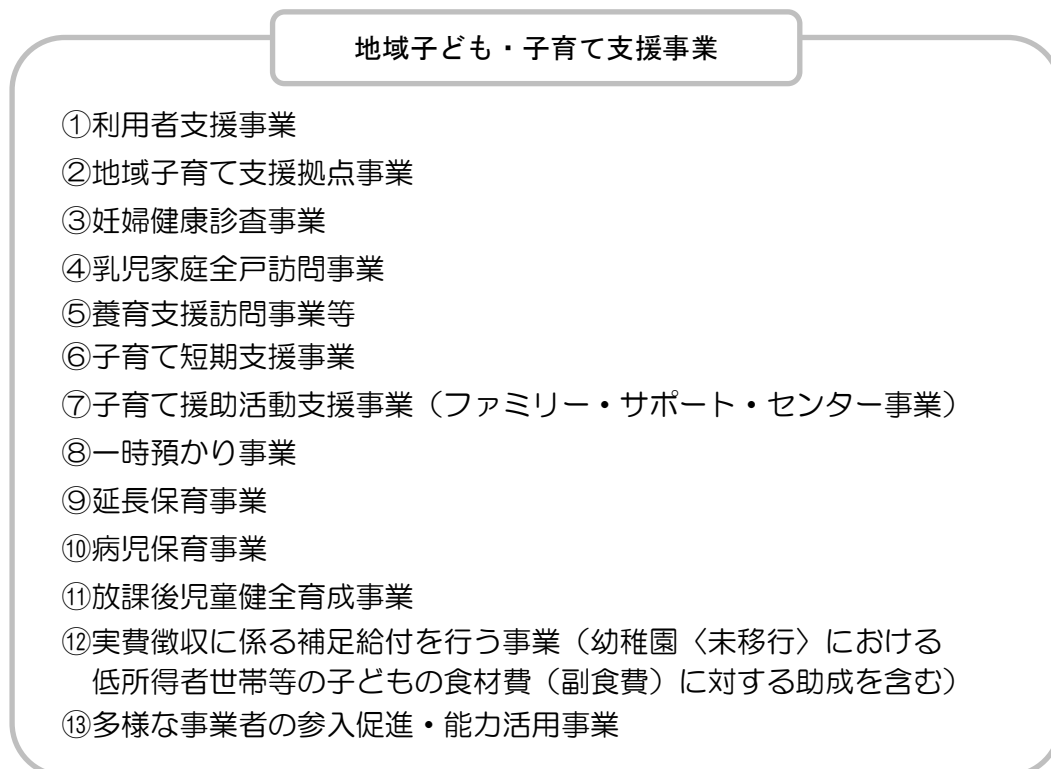 地域子ども・子育て支援事業
①利用者支援事業
②地域子育て支援拠点事業
③妊婦健康診査事業
④乳児家庭全戸訪問事業
⑤養育支援訪問事業等
⑥子育て短期支援事業
⑦子育て援助活動支援事業（ファミリー・サポート・センター事業）
⑧一時預かり事業
⑨延長保育事業
⑩病児保育事業
⑪放課後児童健全育成事業
⑫実費徴収に係る補足給付を行う事業（幼稚園〈未移行〉における
低所得者世帯等の子どもの食材費（副食費）に対する助成を含む）
⑬多様な事業者の参入促進・能力活用事業